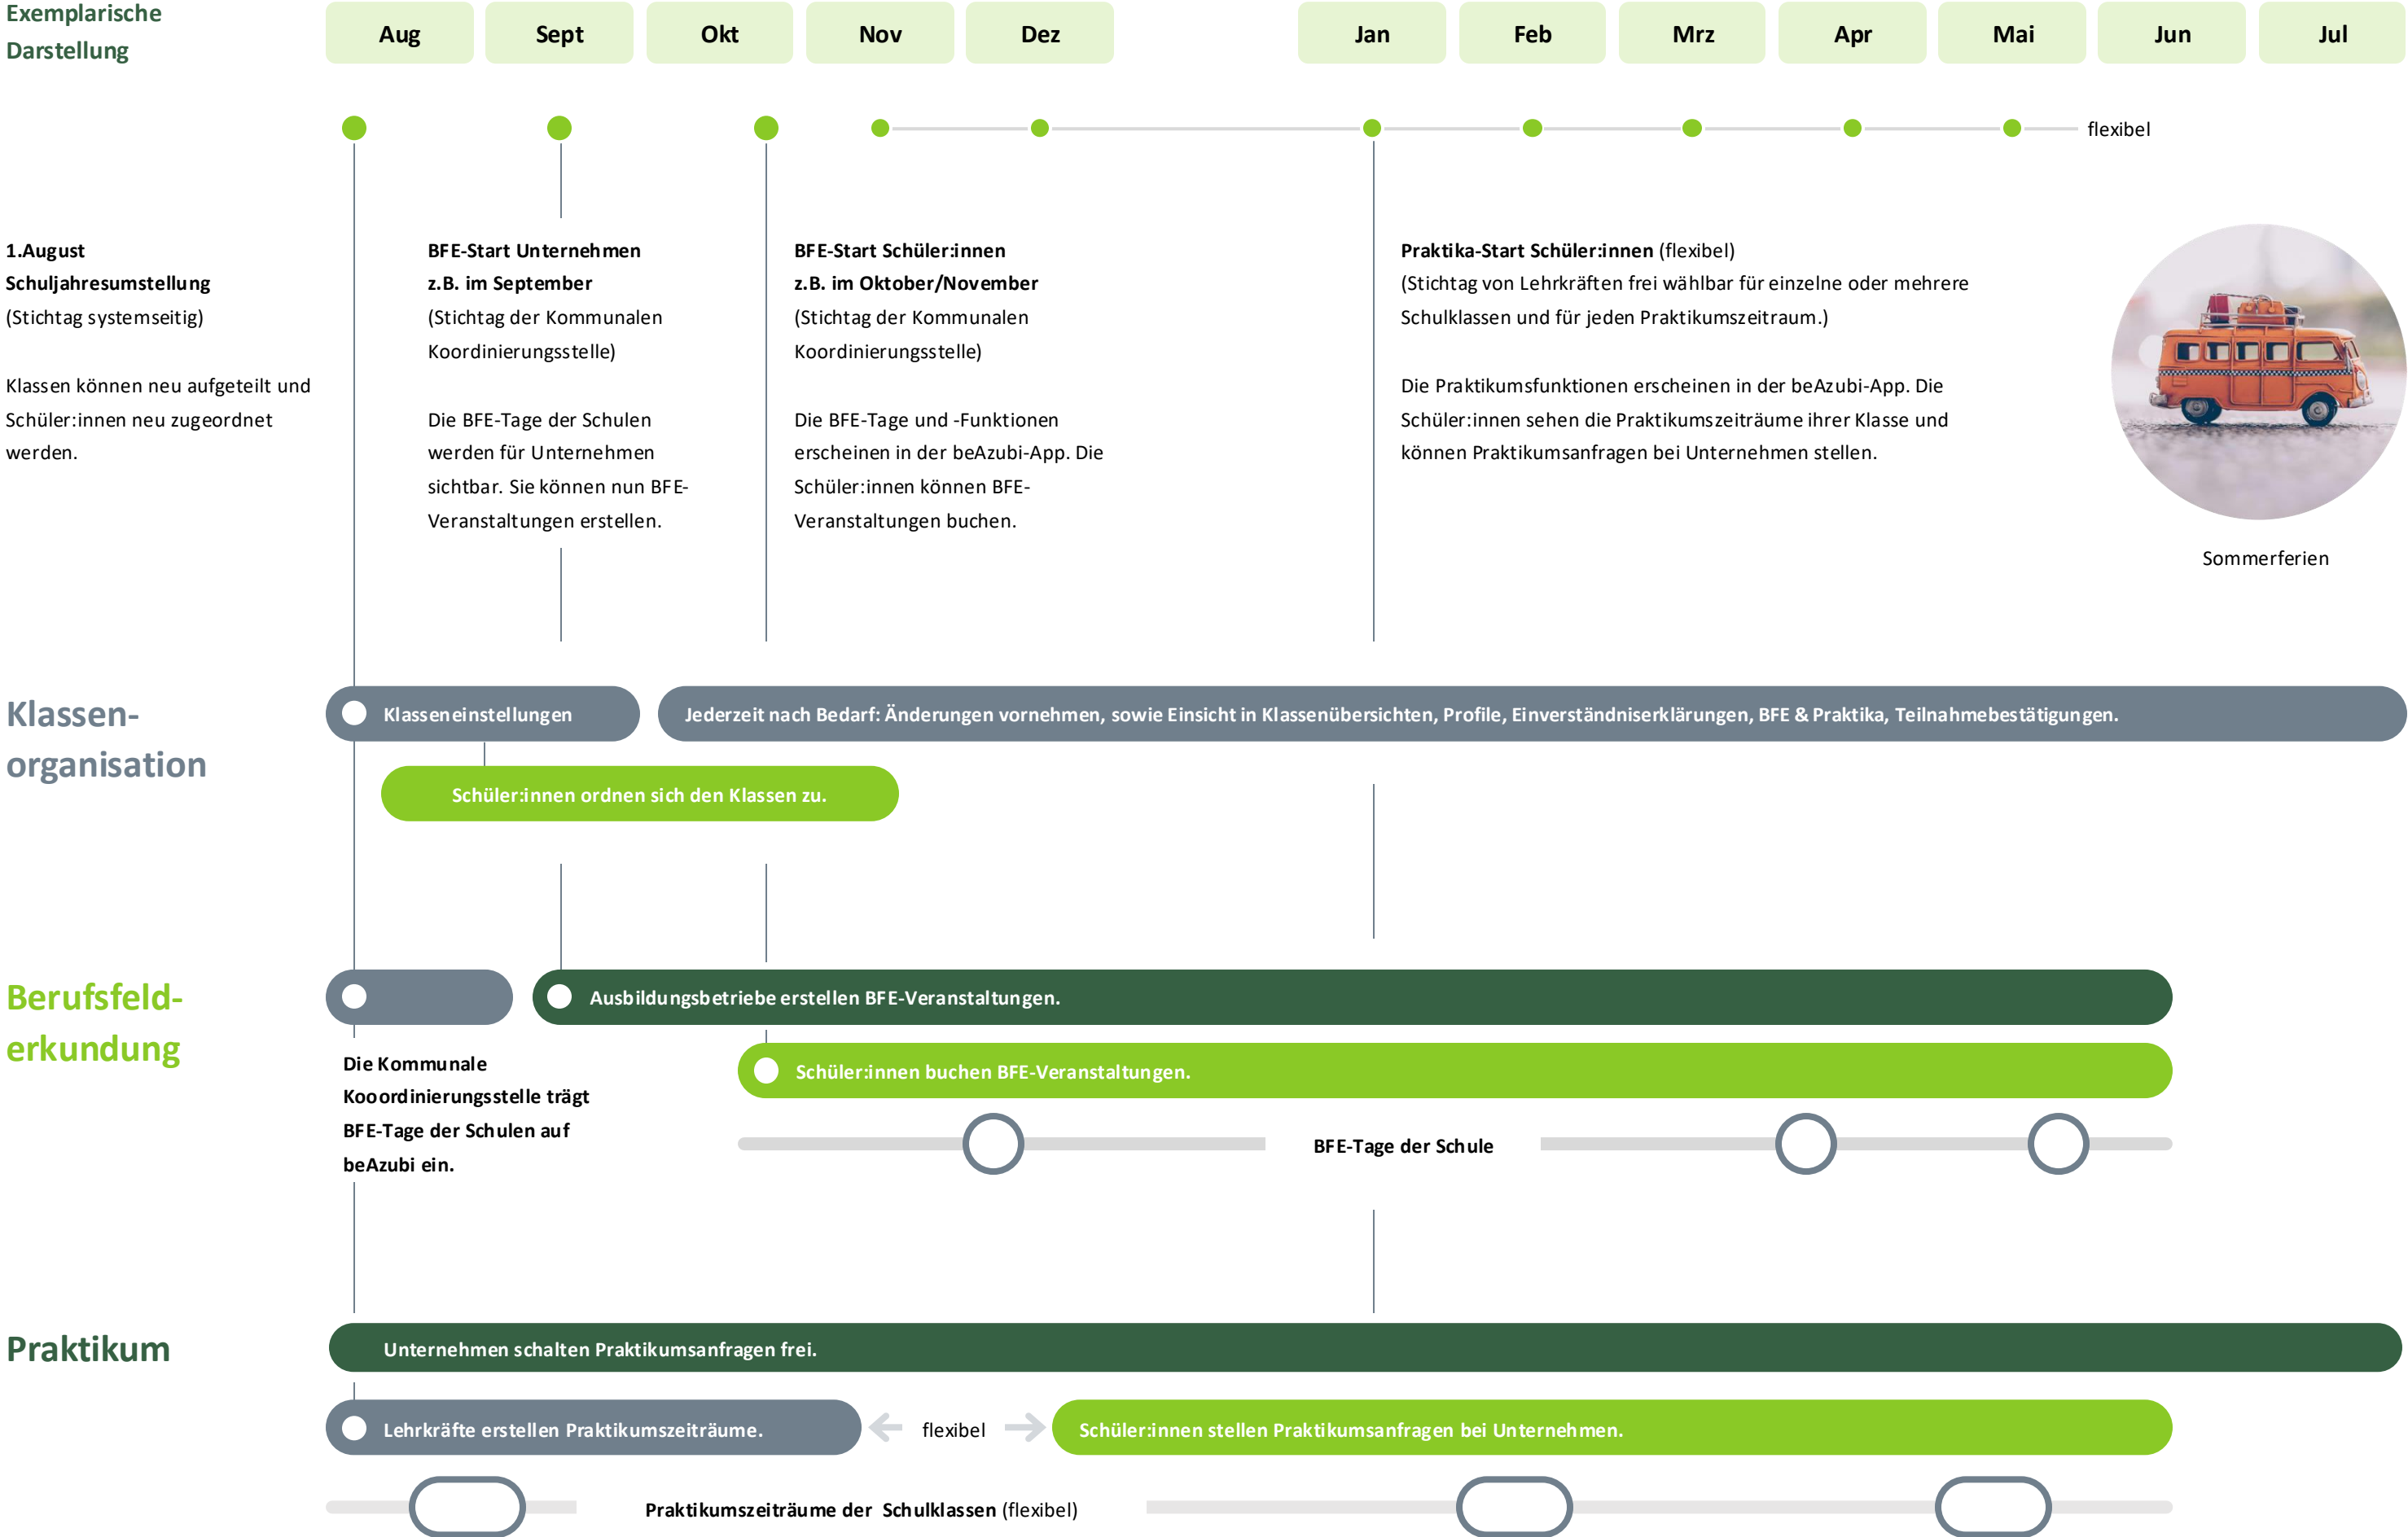 Exemplarische
Darstellung
Aug
Sept
Okt
Nov
Dez
Jan
Feb
Mrz
Apr
Mai
Jun
Jul
flexibel
1.August
Schuljahresumstellung
(Stichtag systemseitig)
Klassen können neu aufgeteilt und
Schüler:innen neu zugeordnet
werden.
BFE-Start Unternehmen
z.B. im September
(Stichtag der Kommunalen
Koordinierungsstelle)
Die BFE-Tage der Schulen
werden für Unternehmen
sichtbar. Sie können nun BFE-
Veranstaltungen erstellen.
BFE-Start Schüler:innen
z.B. im Oktober/November
(Stichtag der Kommunalen
Koordinierungsstelle)
Die BFE-Tage und -Funktionen
erscheinen in der beAzubi-App. Die
Schüler:innen können BFE-
Veranstaltungen buchen.
Praktika-Start Schüler:innen (flexibel)
(Stichtag von Lehrkräften frei wählbar für einzelne oder mehrere
Schulklassen und für jeden Praktikumszeitraum.)
Die Praktikumsfunktionen erscheinen in der beAzubi-App. Die
Schüler:innen sehen die Praktikumszeiträume ihrer Klasse und
können Praktikumsanfragen bei Unternehmen stellen.
Sommerferien
Klassen-
organisation
Klasseneinstellungen
Jederzeit nach Bedarf: Änderungen vornehmen, sowie Einsicht in Klassenübersichten, Profile, Einverständniserklärungen, BFE & Praktika, Teilnahmebestätigungen.
Schüler:innen ordnen sich den Klassen zu.
Berufsfeld-
erkundung
Ausbildungsbetriebe erstellen BFE-Veranstaltungen.
Die Kommunale
Kooordinierungsstelle trägt
BFE-Tage der Schulen auf
beAzubi ein.
Schüler:innen buchen BFE-Veranstaltungen.
BFE-Tage der Schule
Praktikum
Unternehmen schalten Praktikumsanfragen frei.
Lehrkräfte erstellen Praktikumszeiträume.
flexibel
Schüler:innen stellen Praktikumsanfragen bei Unternehmen.
Praktikumszeiträume der Schulklassen (flexibel)